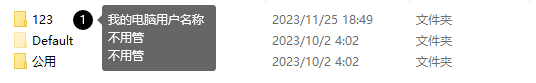 123 1 我的电脑用户名称 2023/11/25 18:49 文件夹
Default 不用管 2023/10/2 4:02 文件夹
公用 不用管 2023/10/2 4:02 文件夹